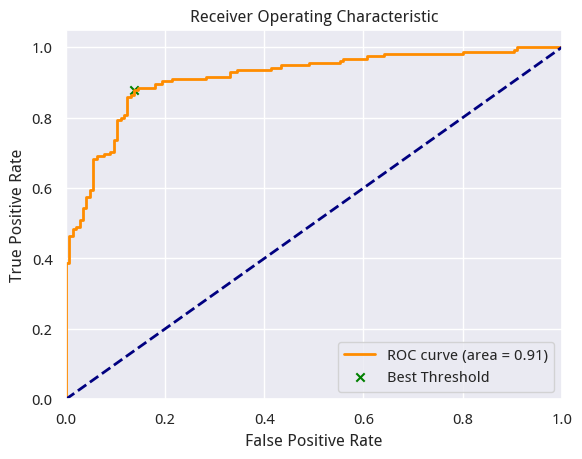 Receiver Operating Characteristic
1.0
0.8
0.6
0.4
0.2
0.0
True Positive Rate
ROC curve (area = 0.91)
Best Threshold
0.0 0.2 0.4 0.6 0.8 1.0
False Positive Rate